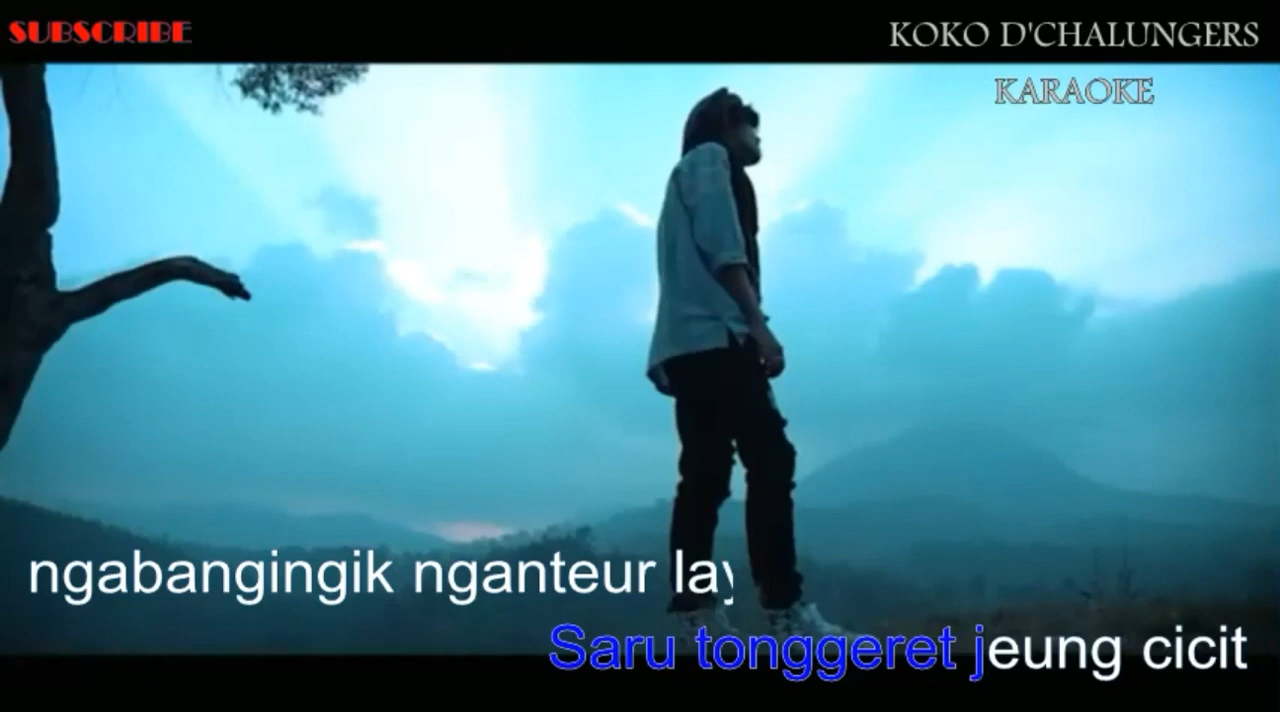 SUBSCRIBE
KOKO D'CHALUNGERS
KARAOKE
ngabangingik nganteur
Saru tonggeret jeung cicit